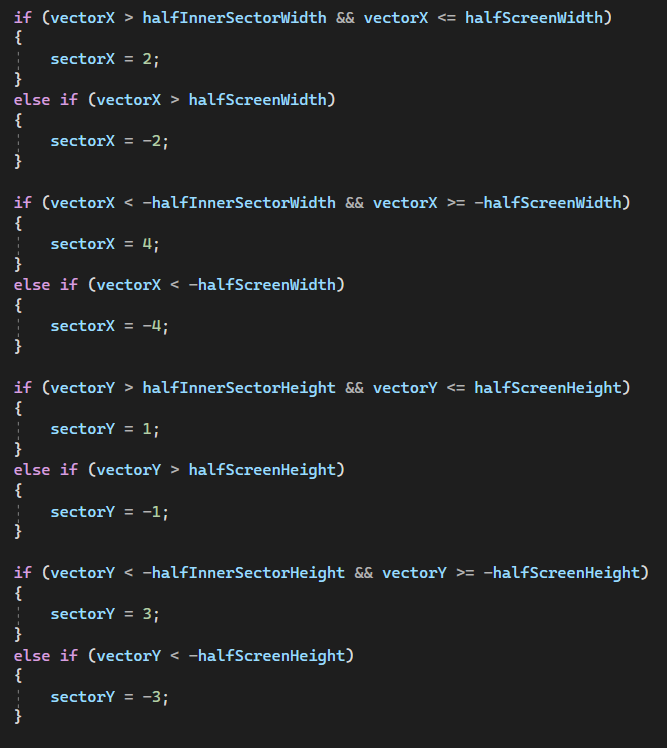 if (vectorX > halfInnerSectorWidth && vectorX <= halfScreenWidth)
{
    sectorX = 2;
}
else if (vectorX > halfScreenWidth)
{
    sectorX = -2;
}

if (vectorX < -halfInnerSectorWidth && vectorX >= -halfScreenWidth)
{
    sectorX = 4;
}
else if (vectorX < -halfScreenWidth)
{
    sectorX = -4;
}

if (vectorY > halfInnerSectorHeight && vectorY <= halfScreenHeight)
{
    sectorY = 1;
}
else if (vectorY > halfScreenHeight)
{
    sectorY = -1;
}

if (vectorY < -halfInnerSectorHeight && vectorY >= -halfScreenHeight)
{
    sectorY = 3;
}
else if (vectorY < -halfScreenHeight)
{
    sectorY = -3;
}